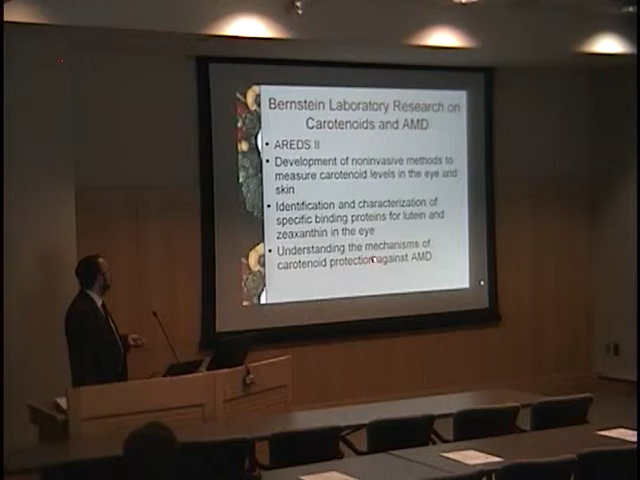 Bernstein Laboratory Research on
Carotenoids and AMD
• AREDS II
• Development of noninvasive methods to
measure carotenoid levels in the eye and
skin
• Identification and characterization of
specific binding proteins for lutein and
zeaxanthin in the eye
• Understanding the mechanisms of
carotenoid protection against AMD